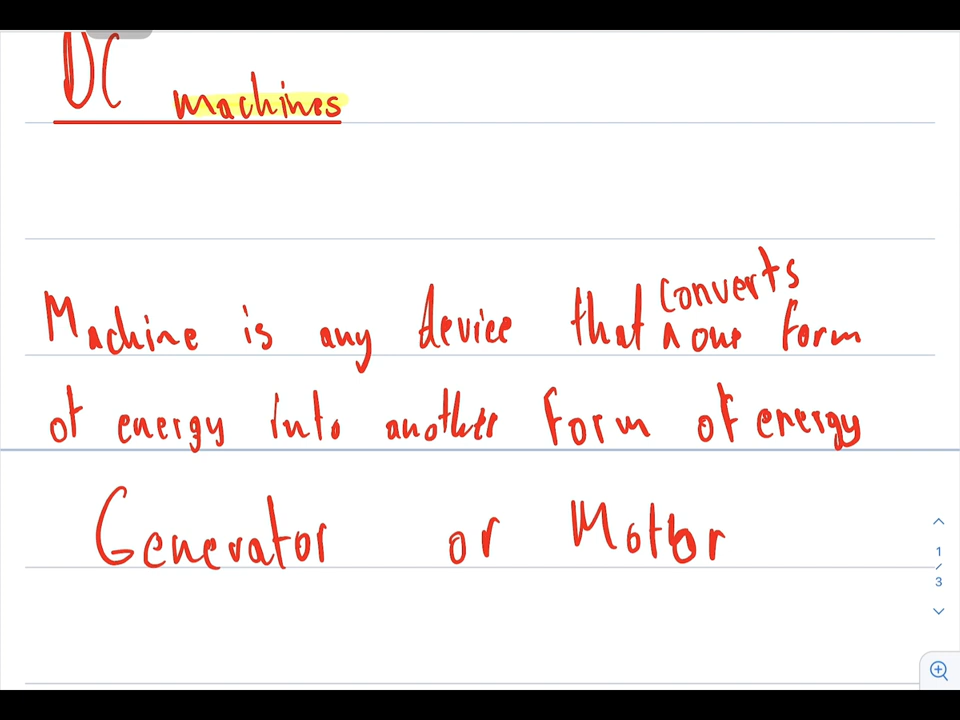 DC machines
Machine is any device that converts one form
of energy into another form of energy
Generator or Motor
1
/
3